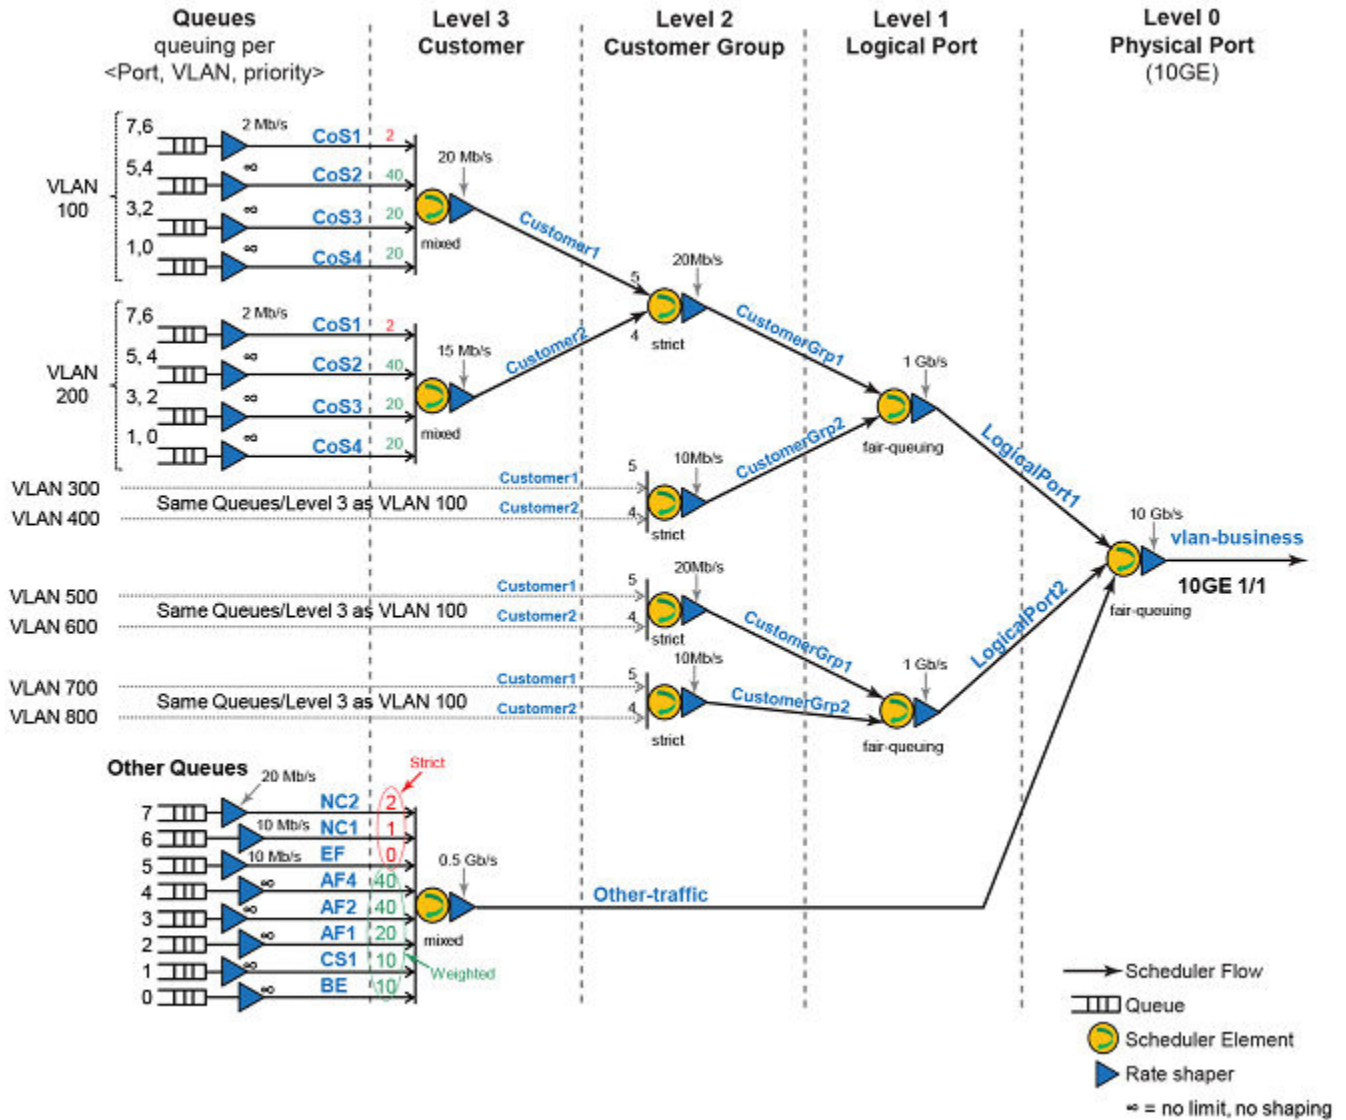 Queues
queuing per
<Port, VLAN, priority>
Level 3
Customer
Level 2
Customer Group
Level 1
Logical Port
Level 0
Physical Port
(10GE)
VLAN
100
7,6
2 Mb/s
CoS1
2
5,4
∞
CoS2
40
3,2
∞
CoS3
20
1,0
∞
CoS4
20
20 Mb/s
mixed
Customer1
VLAN
200
7,6
2 Mb/s
CoS1
2
5, 4
∞
CoS2
40
3, 2
∞
CoS3
20
1, 0
∞
CoS4
20
15 Mb/s
mixed
Customer2
5
4
20Mb/s
strict
CustomerGrp1
VLAN 300
VLAN 400
Same Queues/Level 3 as VLAN 100
Customer1
Customer2
5
4
10Mb/s
strict
CustomerGrp2
1 Gb/s
fair-queuing
LogicalPort1
VLAN 500
VLAN 600
Same Queues/Level 3 as VLAN 100
Customer1
Customer2
5
4
20Mb/s
strict
CustomerGrp1
VLAN 700
VLAN 800
Same Queues/Level 3 as VLAN 100
Customer1
Customer2
5
4
10Mb/s
strict
CustomerGrp2
1 Gb/s
fair-queuing
LogicalPort2
10 Gb/s
fair-queuing
vlan-business
10GE 1/1
Other Queues
20 Mb/s
Strict
7
NC2
2
6
10 Mb/s
NC1
1
5
10 Mb/s
EF
0
4
∞
AF4
40
3
∞
AF2
40
2
∞
AF1
20
1
∞
CS1
10
0
∞
BE
10
Weighted
0.5 Gb/s
mixed
Other-traffic
Scheduler Flow
Queue
Scheduler Element
Rate shaper
∞ = no limit, no shaping